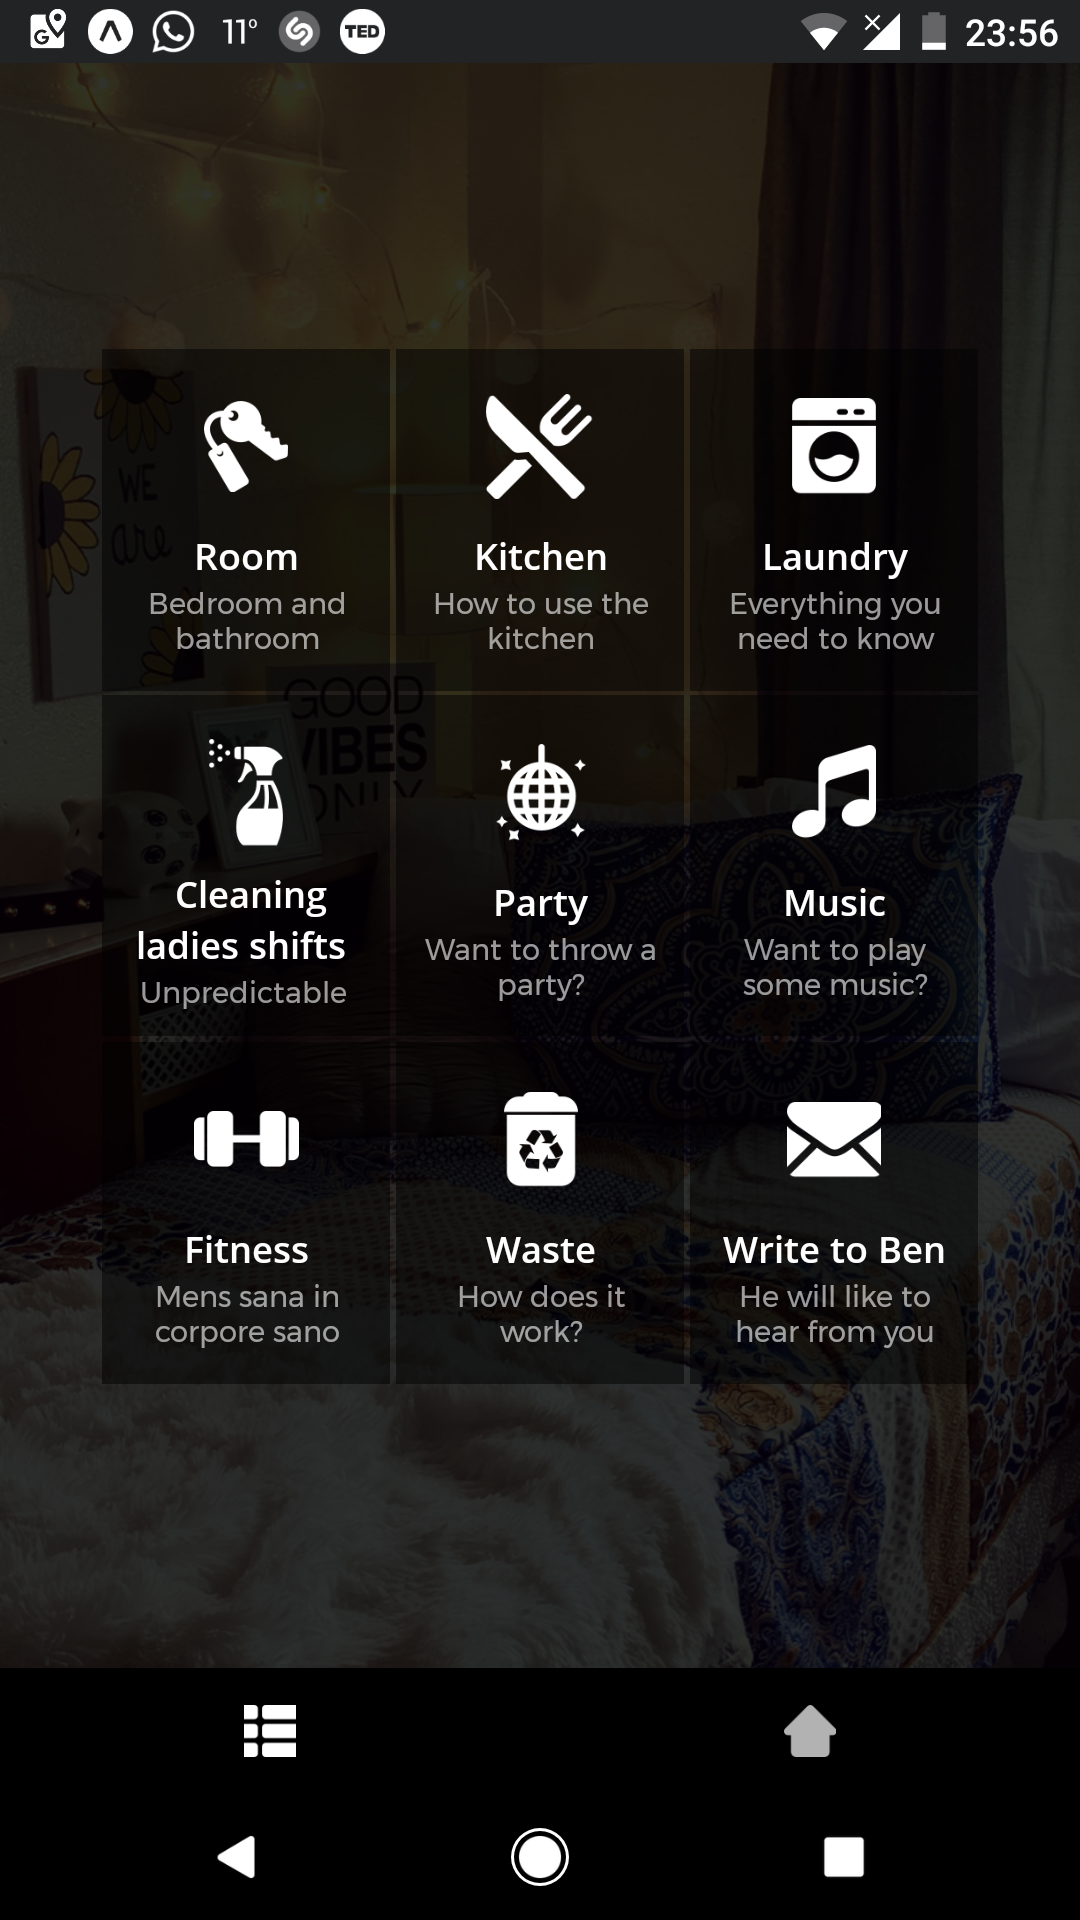 11° TED 23:56
WE
are
Room
Bedroom and
bathroom
Kitchen
How to use the
kitchen
Laundry
Everything you
need to know
GOOD
VIBES
ONLY
Cleaning
ladies shifts
Unpredictable
Party
Want to throw a
party?
Music
Want to play
some music?
Fitness
Mens sana in
corpore sano
Waste
How does it
work?
Write to Ben
He will like to
hear from you